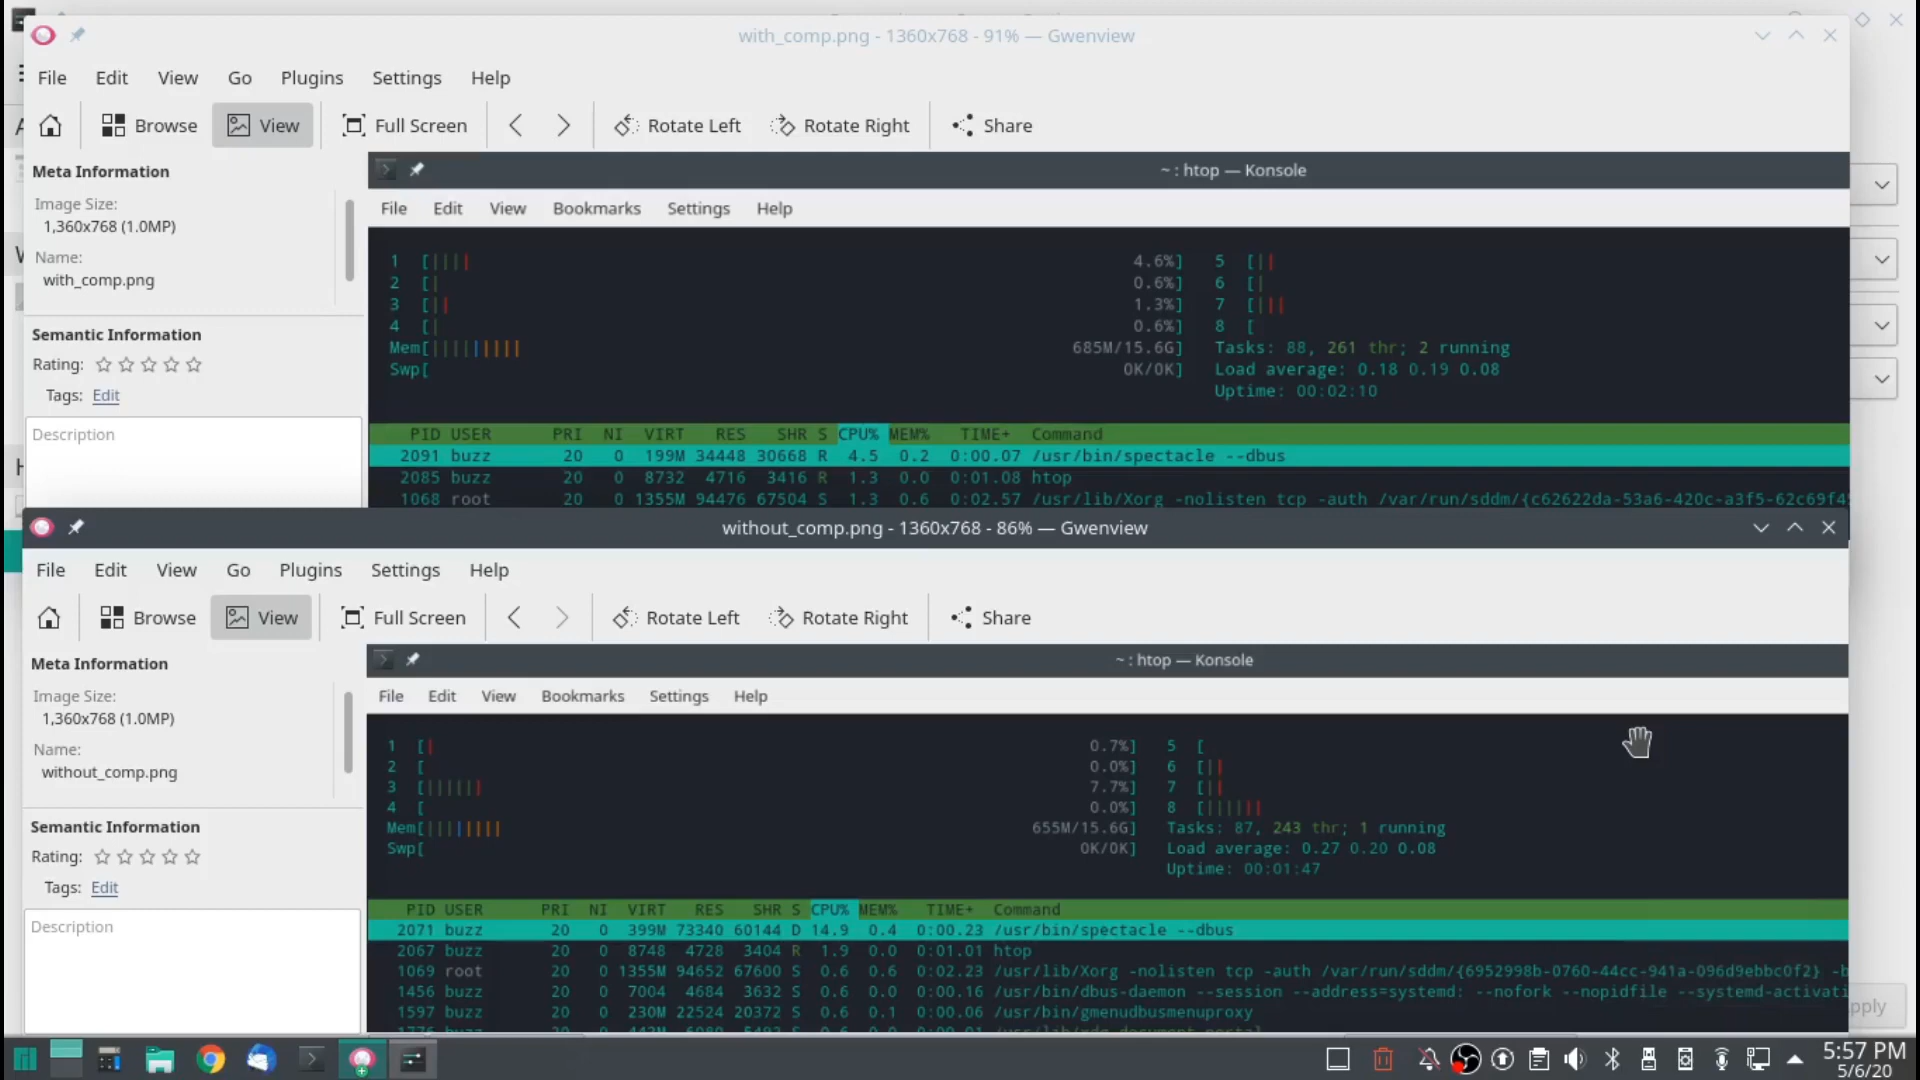 with_comp.png - 1360x768 - 91% — Gwenview
File Edit View Go Plugins Settings Help
Browse View Full Screen Rotate Left Rotate Right Share
Meta Information
Image Size:
1,360x768 (1.0MP)
Name:
with_comp.png
Semantic Information
Rating:
Tags: Edit
Description
~ : htop — Konsole
File Edit View Bookmarks Settings Help
1 [|||| 4.6%] 5 [||
2 [| 0.6%] 6 [|
3 [|| 1.3%] 7 [|||
4 [| 0.6%] 8 [
Mem[||||||||| 685M/15.6G] Tasks: 88, 261 thr; 2 running
Swp[ 0K/0K] Load average: 0.18 0.19 0.08
Uptime: 00:02:10
PID USER PRI NI VIRT RES SHR S CPU% MEM% TIME+ Command
2091 buzz 20 0 199M 34448 30668 R 4.5 0.2 0:00.07 /usr/bin/spectacle --dbus
2085 buzz 20 0 8732 4716 3416 R 1.3 0.0 0:01.08 htop
1068 root 20 0 1355M 94476 67504 S 1.3 0.6 0:02.57 /usr/lib/Xorg -nolisten tcp -auth /var/run/sddm/{c62622da-53a6-420c-a3f5-62c69f4
without_comp.png - 1360x768 - 86% — Gwenview
File Edit View Go Plugins Settings Help
Browse View Full Screen Rotate Left Rotate Right Share
Meta Information
Image Size:
1,360x768 (1.0MP)
Name:
without_comp.png
Semantic Information
Rating:
Tags: Edit
Description
~ : htop — Konsole
File Edit View Bookmarks Settings Help
1 [| 0.7%] 5 [
2 [ 0.0%] 6 [||
3 [|||||| 7.7%] 7 [||
4 [ 0.0%] 8 [||||||
Mem[|||||||| 655M/15.6G] Tasks: 87, 243 thr; 1 running
Swp[ 0K/0K] Load average: 0.27 0.20 0.08
Uptime: 00:01:47
PID USER PRI NI VIRT RES SHR S CPU% MEM% TIME+ Command
2071 buzz 20 0 399M 73340 60144 D 14.9 0.4 0:00.23 /usr/bin/spectacle --dbus
2067 buzz 20 0 8748 4728 3404 R 1.9 0.0 0:01.01 htop
1069 root 20 0 1355M 94652 67600 S 0.6 0.6 0:02.23 /usr/lib/Xorg -nolisten tcp -auth /var/run/sddm/{6952998b-0760-44cc-941a-096d9ebbc0f2} -b
1456 buzz 20 0 7004 4684 3632 S 0.6 0.0 0:00.16 /usr/bin/dbus-daemon --session --address=systemd: --nofork --nopidfile --systemd-activati
1597 buzz 20 0 230M 22524 20372 S 0.6 0.1 0:00.06 /usr/bin/gmenudbusmenuproxy
pply
5:57 PM
5/6/20